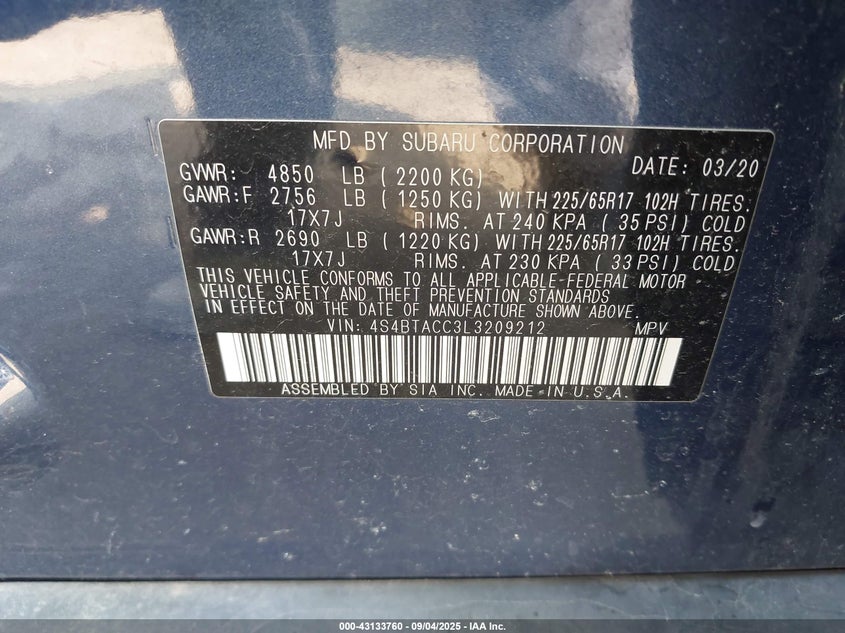 MFD BY SUBARU CORPORATION
DATE: 03/20
GVWR: 4850 LB ( 2200 KG)
GAWR:F 2756 LB ( 1250 KG) WITH 225/65R17 102H TIRES.
17X7J RIMS. AT 240 KPA ( 35 PSI) COLD
GAWR:R 2690 LB ( 1220 KG) WITH 225/65R17 102H TIRES.
17X7J RIMS. AT 230 KPA ( 33 PSI) COLD
THIS VEHICLE CONFORMS TO ALL APPLICABLE-FEDERAL MOTOR
VEHICLE SAFETY AND THEFT PREVENTION STANDARDS
IN EFFECT ON THE DATE OF MANUFACTURE SHOWN ABOVE.
VIN: 4S4BTACC3L3209212 MPV
ASSEMBLED BY SIA INC. MADE IN U.S.A.
000-43133760 - 09/04/2025 - IAA Inc.